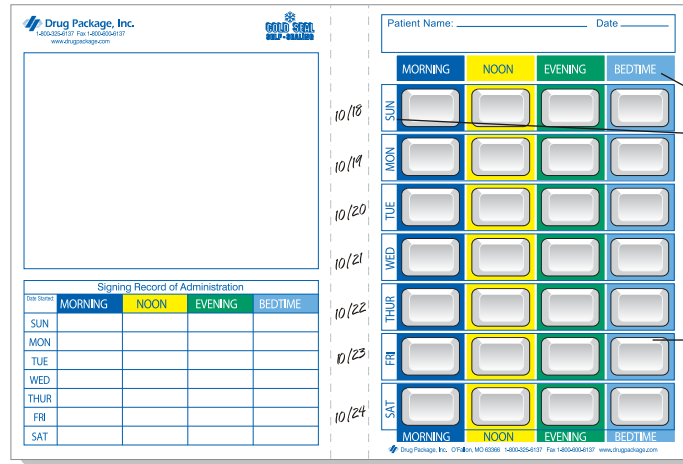 Drug Package, Inc.
1-800-325-6137 Fax 1-800-600-6137
www.drugpackage.com
COLD SEAL
SELF-SEALING
Signing Record of Administration
Date Started: MORNING NOON EVENING BEDTIME
SUN
MON
TUE
WED
THUR
FRI
SAT
10/18
10/19
10/20
10/21
10/22
10/23
10/24
Patient Name: Date
MORNING NOON EVENING BEDTIME
SUN
MON
TUE
WED
THUR
FRI
SAT
MORNING NOON EVENING BEDTIME
Drug Package, Inc. O'Fallon, MO 63366 1-800-325-6137 Fax 1-800-600-6137 www.drugpackage.com